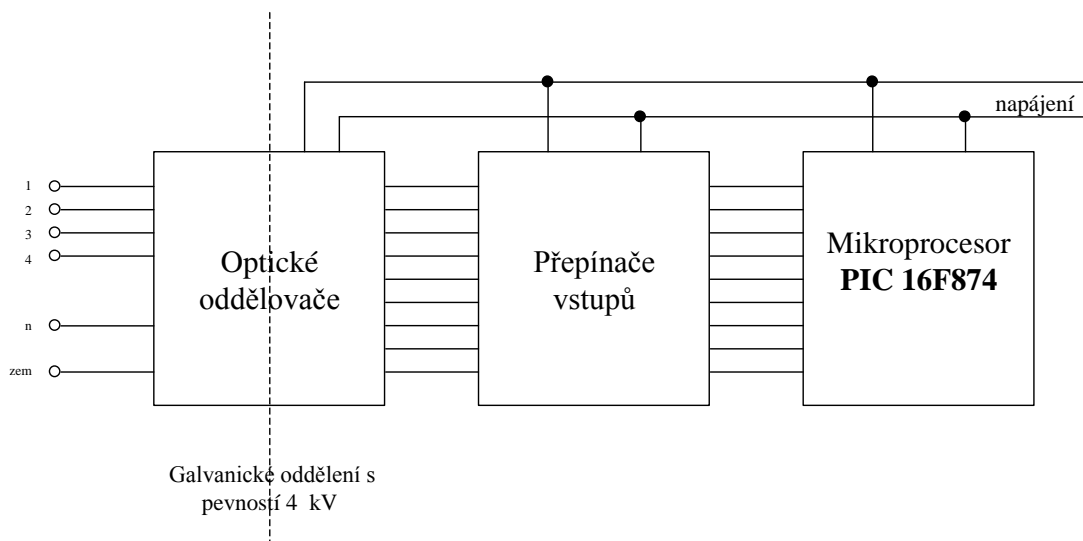 napájení
1
2
3
4
n
zem
Optické
oddělovače
Přepínače
vstupů
Mikroprocesor
PIC 16F874
Galvanické oddělení s
pevností 4 kV